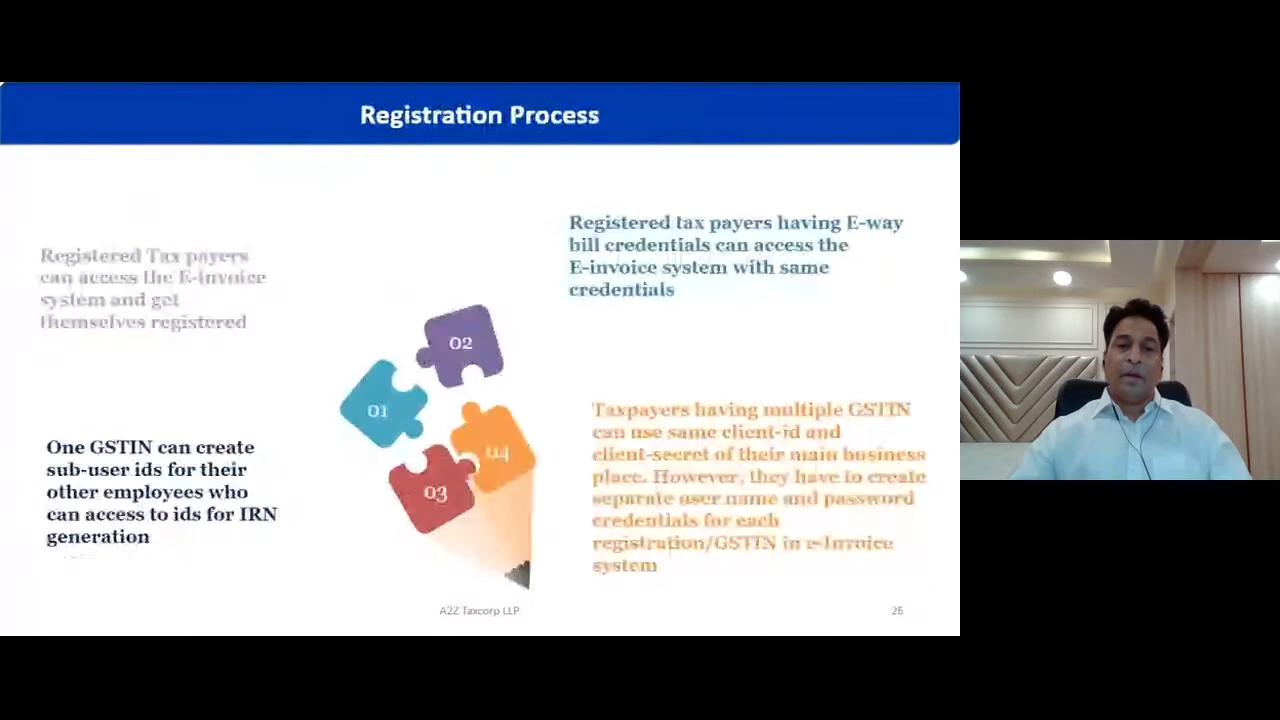 Registration Process
Registered Tax payers
can access the E-invoice
system and get
themselves registered
Registered tax payers having E-way
bill credentials can access the
E-invoice system with same
credentials
02
01
04
03
One GSTIN can create
sub-user ids for their
other employees who
can access to ids for IRN
generation
Taxpayers having multiple GSTIN
can use same client-id and
client-secret of their main business
place. However, they have to create
separate user name and password
credentials for each
registration/GSTIN in e-Invoice
system
A2Z Taxcorp LLP
26